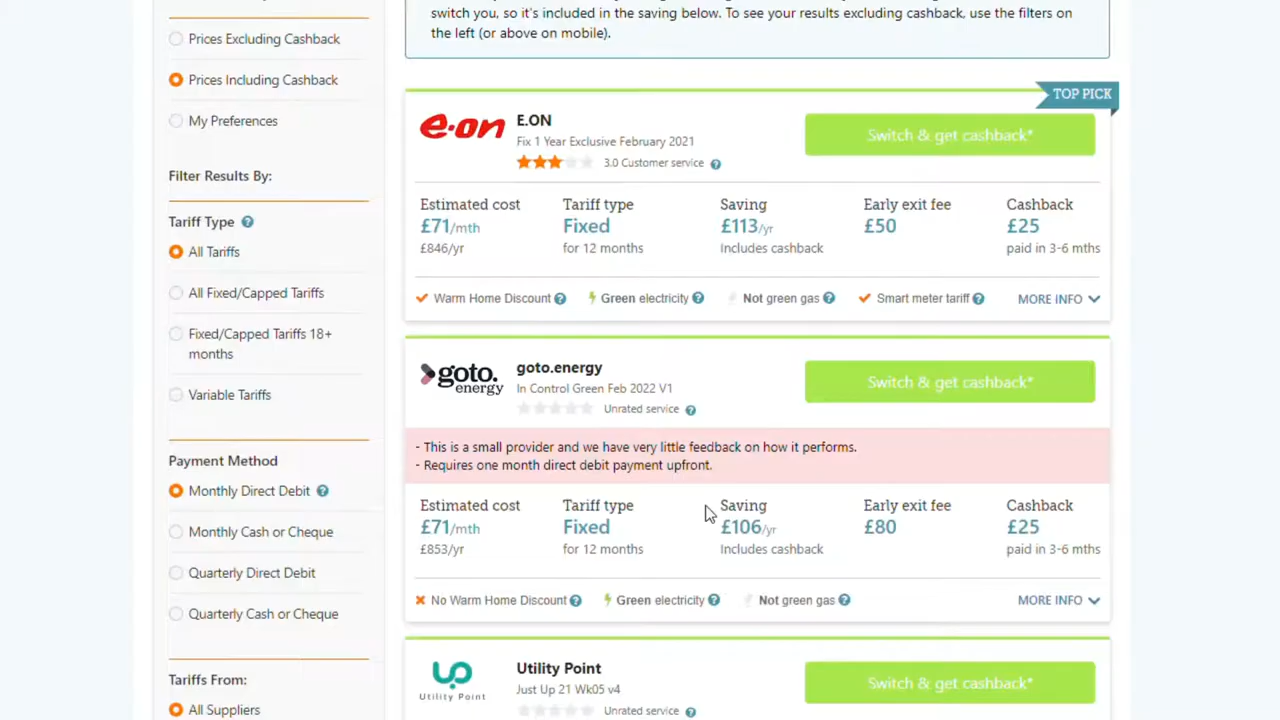 switch you, so it's included in the saving below. To see your results excluding cashback, use the filters on
the left (or above on mobile).
Prices Excluding Cashback
Prices Including Cashback
My Preferences
Filter Results By:
Tariff Type ?
All Tariffs
All Fixed/Capped Tariffs
Fixed/Capped Tariffs 18+
months
Variable Tariffs
Payment Method
Monthly Direct Debit ?
Monthly Cash or Cheque
Quarterly Direct Debit
Quarterly Cash or Cheque
Tariffs From:
All Suppliers
TOP PICK
e·on
E.ON
Fix 1 Year Exclusive February 2021
3.0 Customer service ?
Switch & get cashback*
Estimated cost Tariff type Saving Early exit fee Cashback
£71/mth Fixed £113/yr £50 £25
£846/yr for 12 months Includes cashback paid in 3-6 mths
Warm Home Discount ? Green electricity ? Not green gas ? Smart meter tariff ? MORE INFO
goto.
energy
goto.energy
In Control Green Feb 2022 V1
Unrated service ?
Switch & get cashback*
- This is a small provider and we have very little feedback on how it performs.
- Requires one month direct debit payment upfront.
Estimated cost Tariff type Saving Early exit fee Cashback
£71/mth Fixed £106/yr £80 £25
£853/yr for 12 months Includes cashback paid in 3-6 mths
No Warm Home Discount ? Green electricity ? Not green gas ? MORE INFO
Utility Point
Utility Point
Just Up 21 Wk05 v4
Unrated service ?
Switch & get cashback*